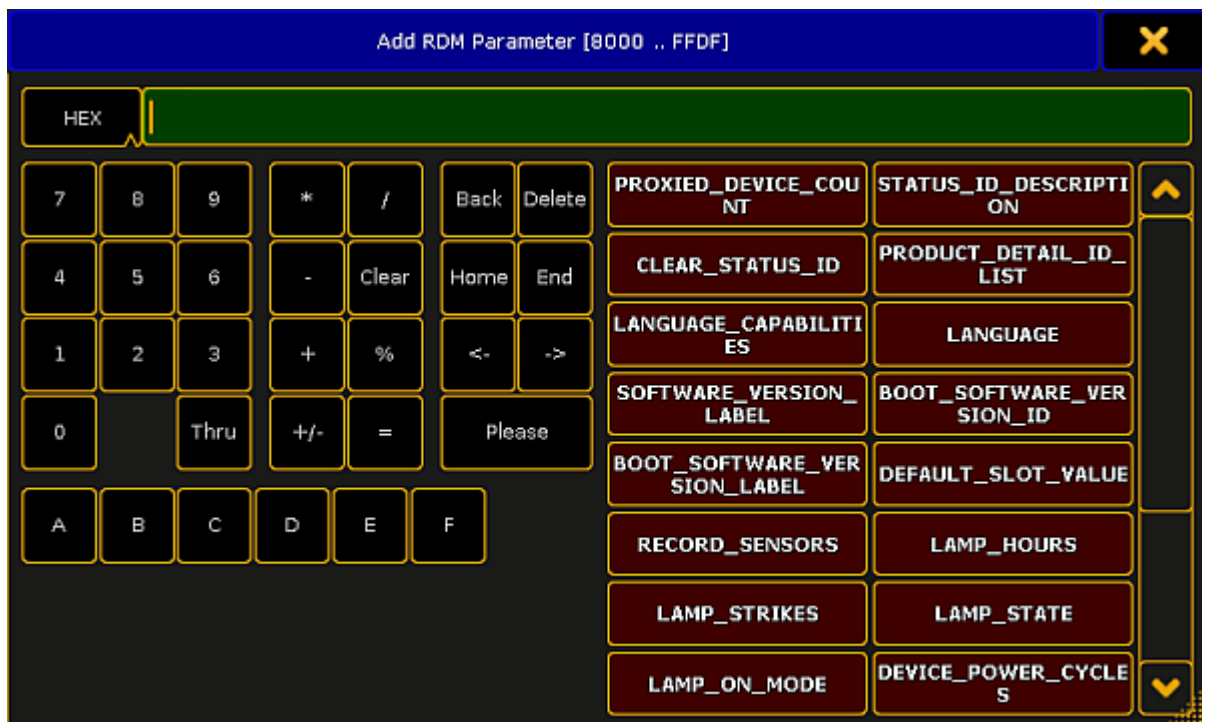 Add RDM Parameter [8000 .. FFDF]
HEX
7 8 9 * / Back Delete
4 5 6 - Clear Home End
1 2 3 + % <- ->
0 Thru +/- = Please
A B C D E F
PROXIED_DEVICE_COU
NT
STATUS_ID_DESCRIPTI
ON
CLEAR_STATUS_ID
PRODUCT_DETAIL_ID_
LIST
LANGUAGE_CAPABILITI
ES
LANGUAGE
SOFTWARE_VERSION_
LABEL
BOOT_SOFTWARE_VER
SION_ID
BOOT_SOFTWARE_VER
SION_LABEL
DEFAULT_SLOT_VALUE
RECORD_SENSORS
LAMP_HOURS
LAMP_STRIKES
LAMP_STATE
LAMP_ON_MODE
DEVICE_POWER_CYCLE
S